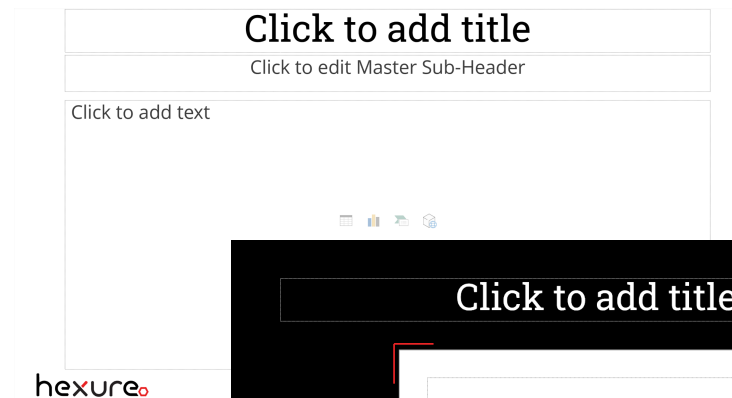 Click to add title
Click to edit Master Sub-Header
Click to add text
Click to add title
hexure